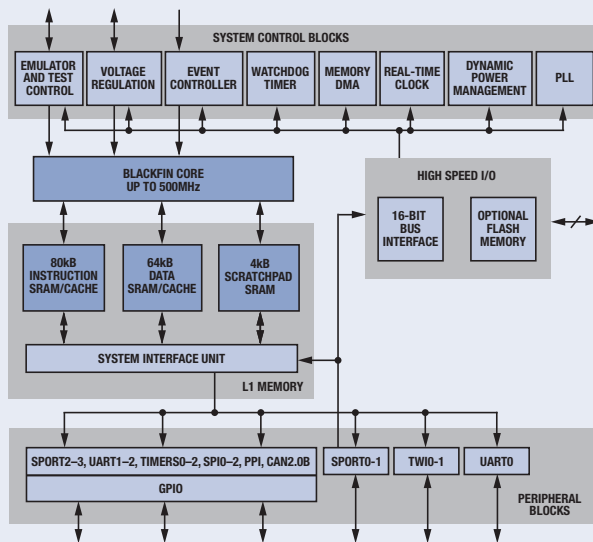 SYSTEM CONTROL BLOCKS
EMULATOR
AND TEST
CONTROL
VOLTAGE
REGULATION
EVENT
CONTROLLER
WATCHDOG
TIMER
MEMORY
DMA
REAL-TIME
CLOCK
DYNAMIC
POWER
MANAGEMENT
PLL
BLACKFIN CORE
UP TO 500MHz
HIGH SPEED I/O
16-BIT
BUS
INTERFACE
OPTIONAL
FLASH
MEMORY
80kB
INSTRUCTION
SRAM/CACHE
64kB
DATA
SRAM/CACHE
4kB
SCRATCHPAD
SRAM
SYSTEM INTERFACE UNIT
L1 MEMORY
SPORT2–3, UART1–2, TIMERS0–2, SPI0–2, PPI, CAN2.0B
GPIO
SPORT0-1
TWI0-1
UART0
PERIPHERAL
BLOCKS